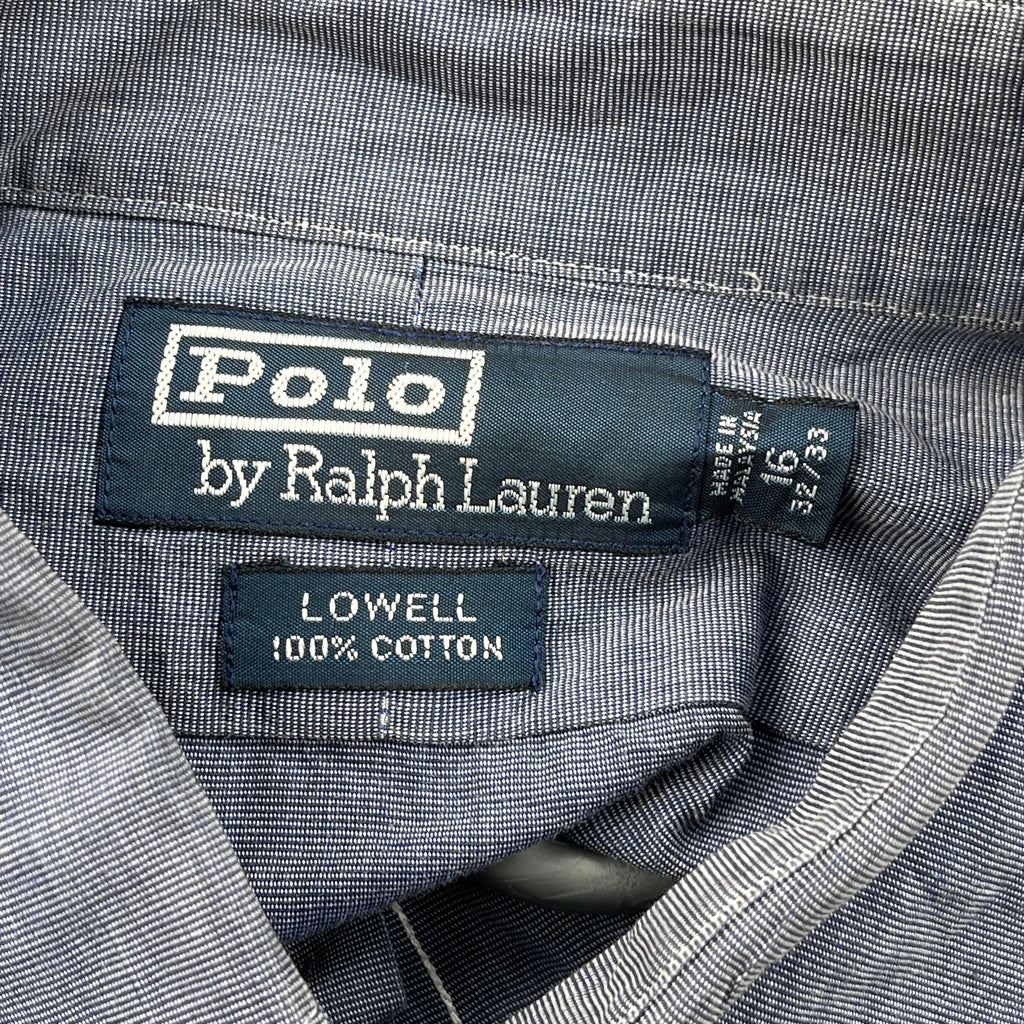 Polo
by Ralph Lauren
MADE IN
MALAYSIA
16
32/33
LOWELL
100% COTTON